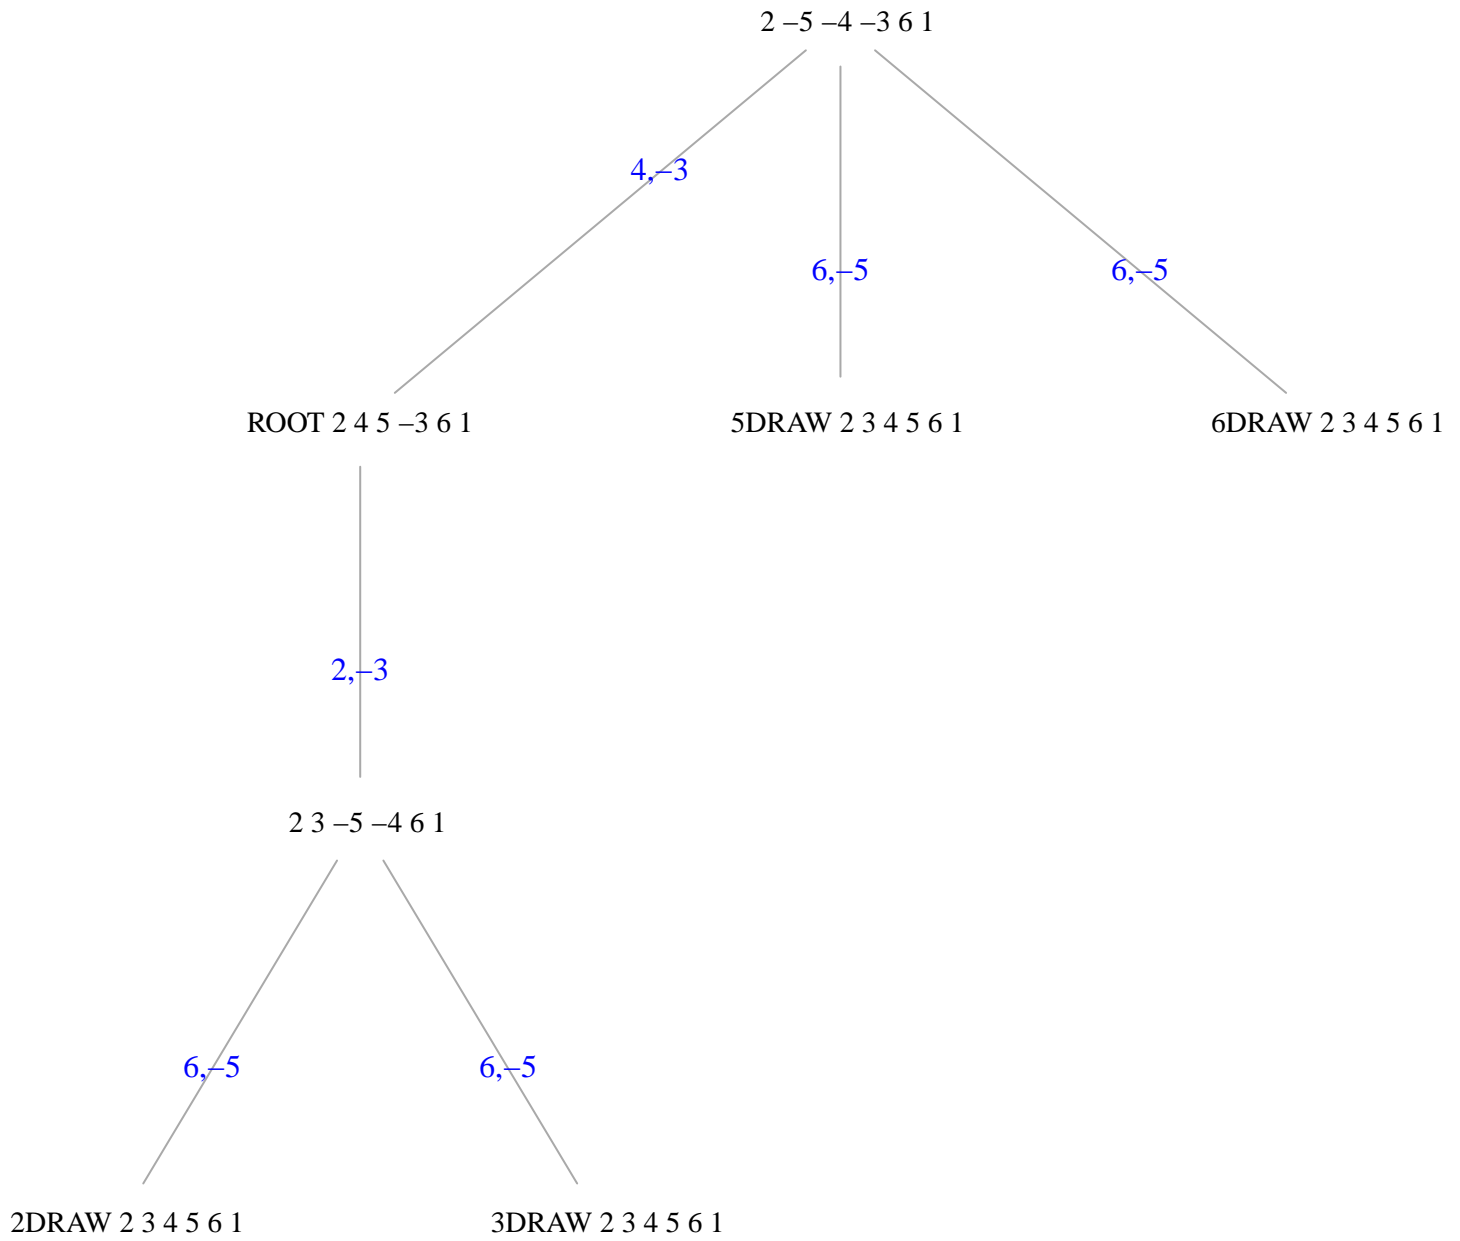 2 –5 –4 –3 6 1
4,–3
6,–5
6,–5
ROOT 2 4 5 –3 6 1
5DRAW 2 3 4 5 6 1
6DRAW 2 3 4 5 6 1
2,–3
2 3 –5 –4 6 1
6,–5
6,–5
2DRAW 2 3 4 5 6 1
3DRAW 2 3 4 5 6 1